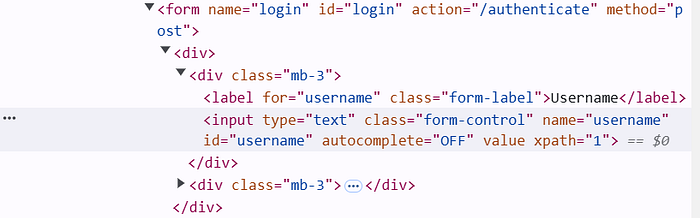 <form name="login" id="login" action="/authenticate" method="p
ost">
<div>
<div class="mb-3">
<label for="username" class="form-label">Username</label>
<input type="text" class="form-control" name="username"
id="username" autocomplete="OFF" value xpath="1"> == $0
</div>
<div class="mb-3">…</div>
</div>